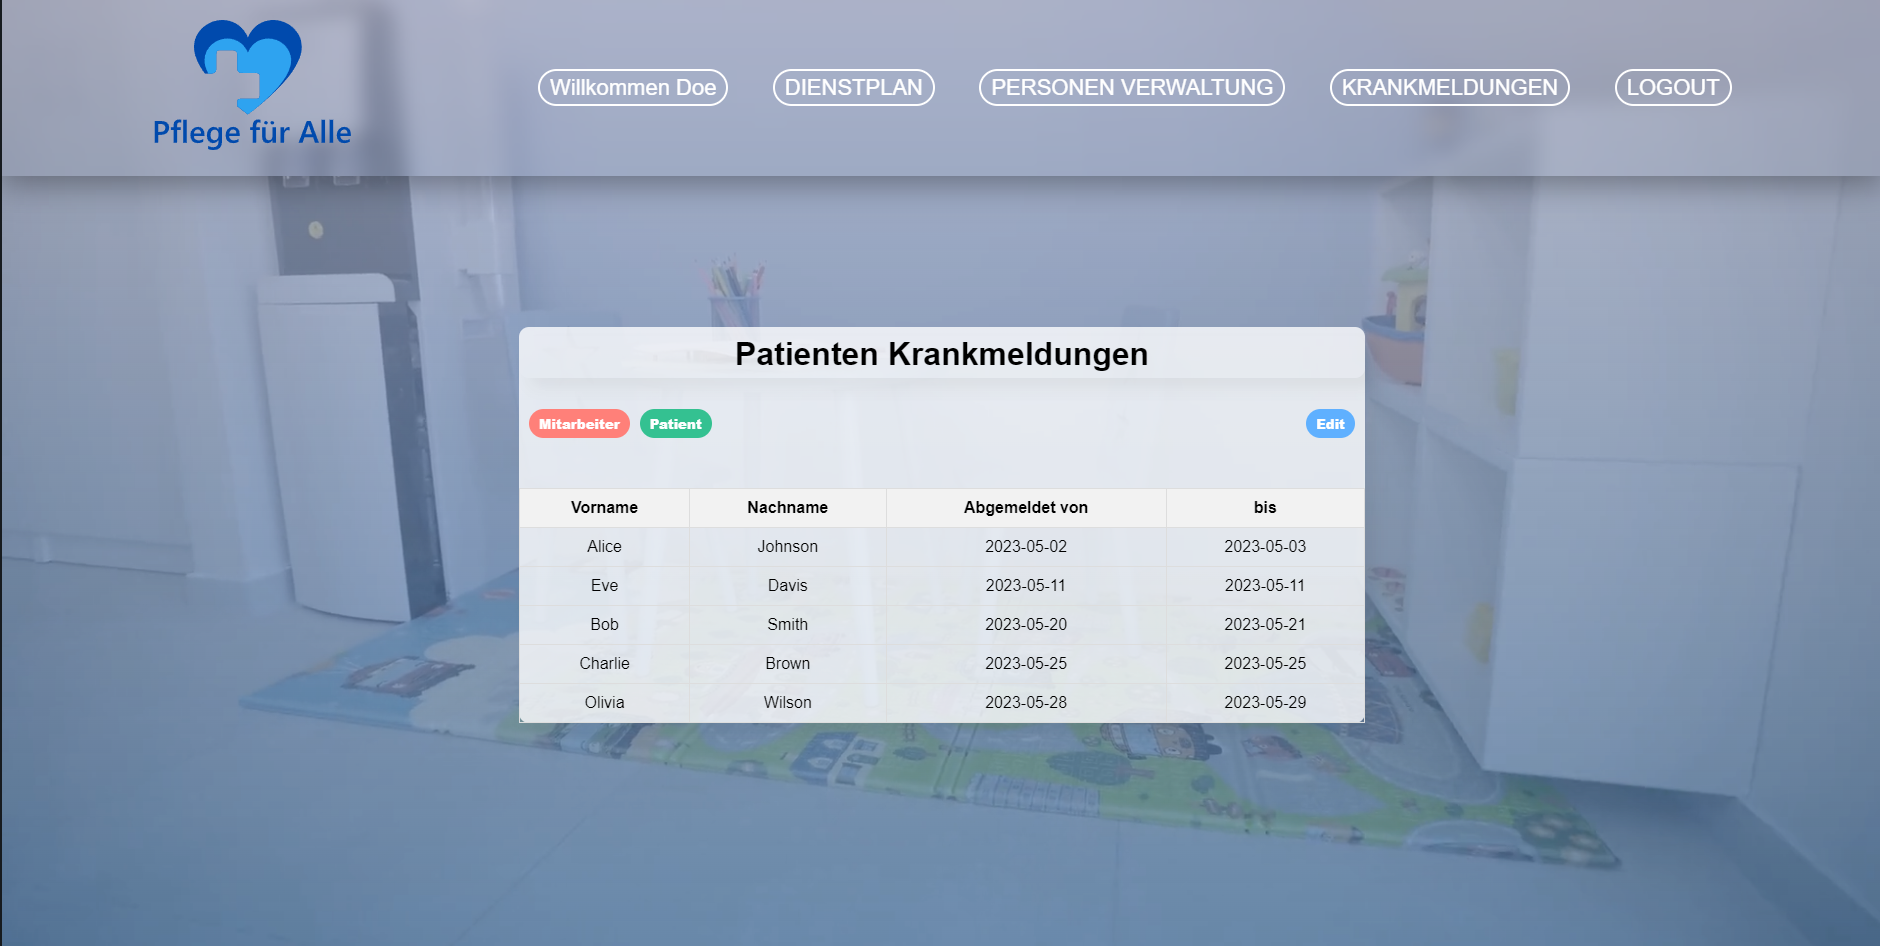 Pflege für Alle
Willkommen Doe
DIENSTPLAN
PERSONEN VERWALTUNG
KRANKMELDUNGEN
LOGOUT
Patienten Krankmeldungen
Mitarbeiter Patient Edit
Vorname Nachname Abgemeldet von bis
Alice Johnson 2023-05-02 2023-05-03
Eve Davis 2023-05-11 2023-05-11
Bob Smith 2023-05-20 2023-05-21
Charlie Brown 2023-05-25 2023-05-25
Olivia Wilson 2023-05-28 2023-05-29